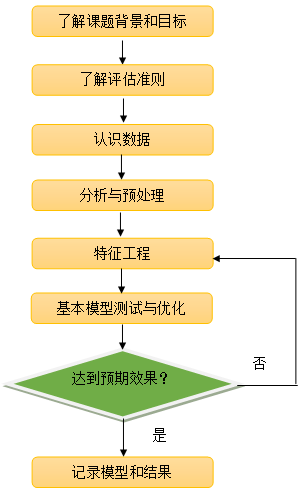 了解课题背景和目标
了解评估准则
认识数据
分析与预处理
特征工程
基本模型测试与优化
达到预期效果？
否
是
记录模型和结果